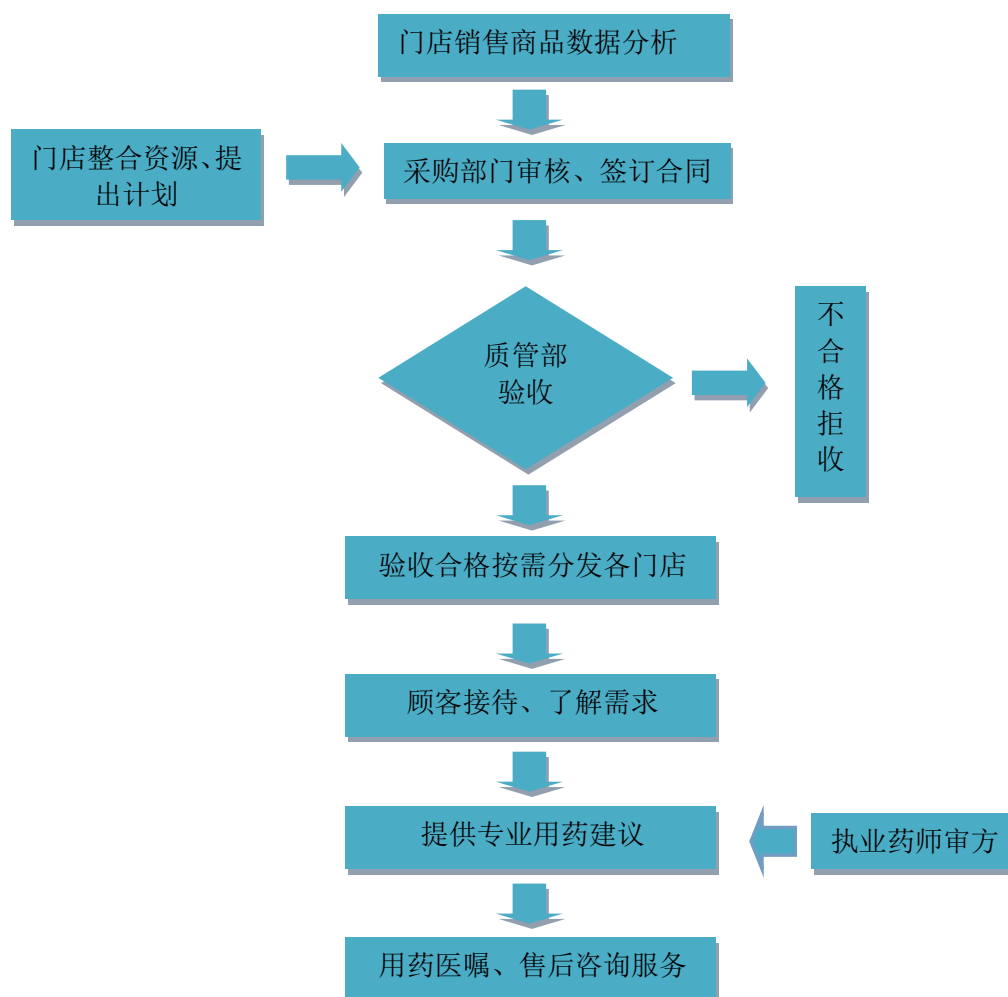 门店销售商品数据分析
门店整合资源、提
出计划
采购部门审核、签订合同
质管部
验收
不
合
格
拒
收
验收合格按需分发各门店
顾客接待、了解需求
提供专业用药建议
执业药师审方
用药医嘱、售后咨询服务